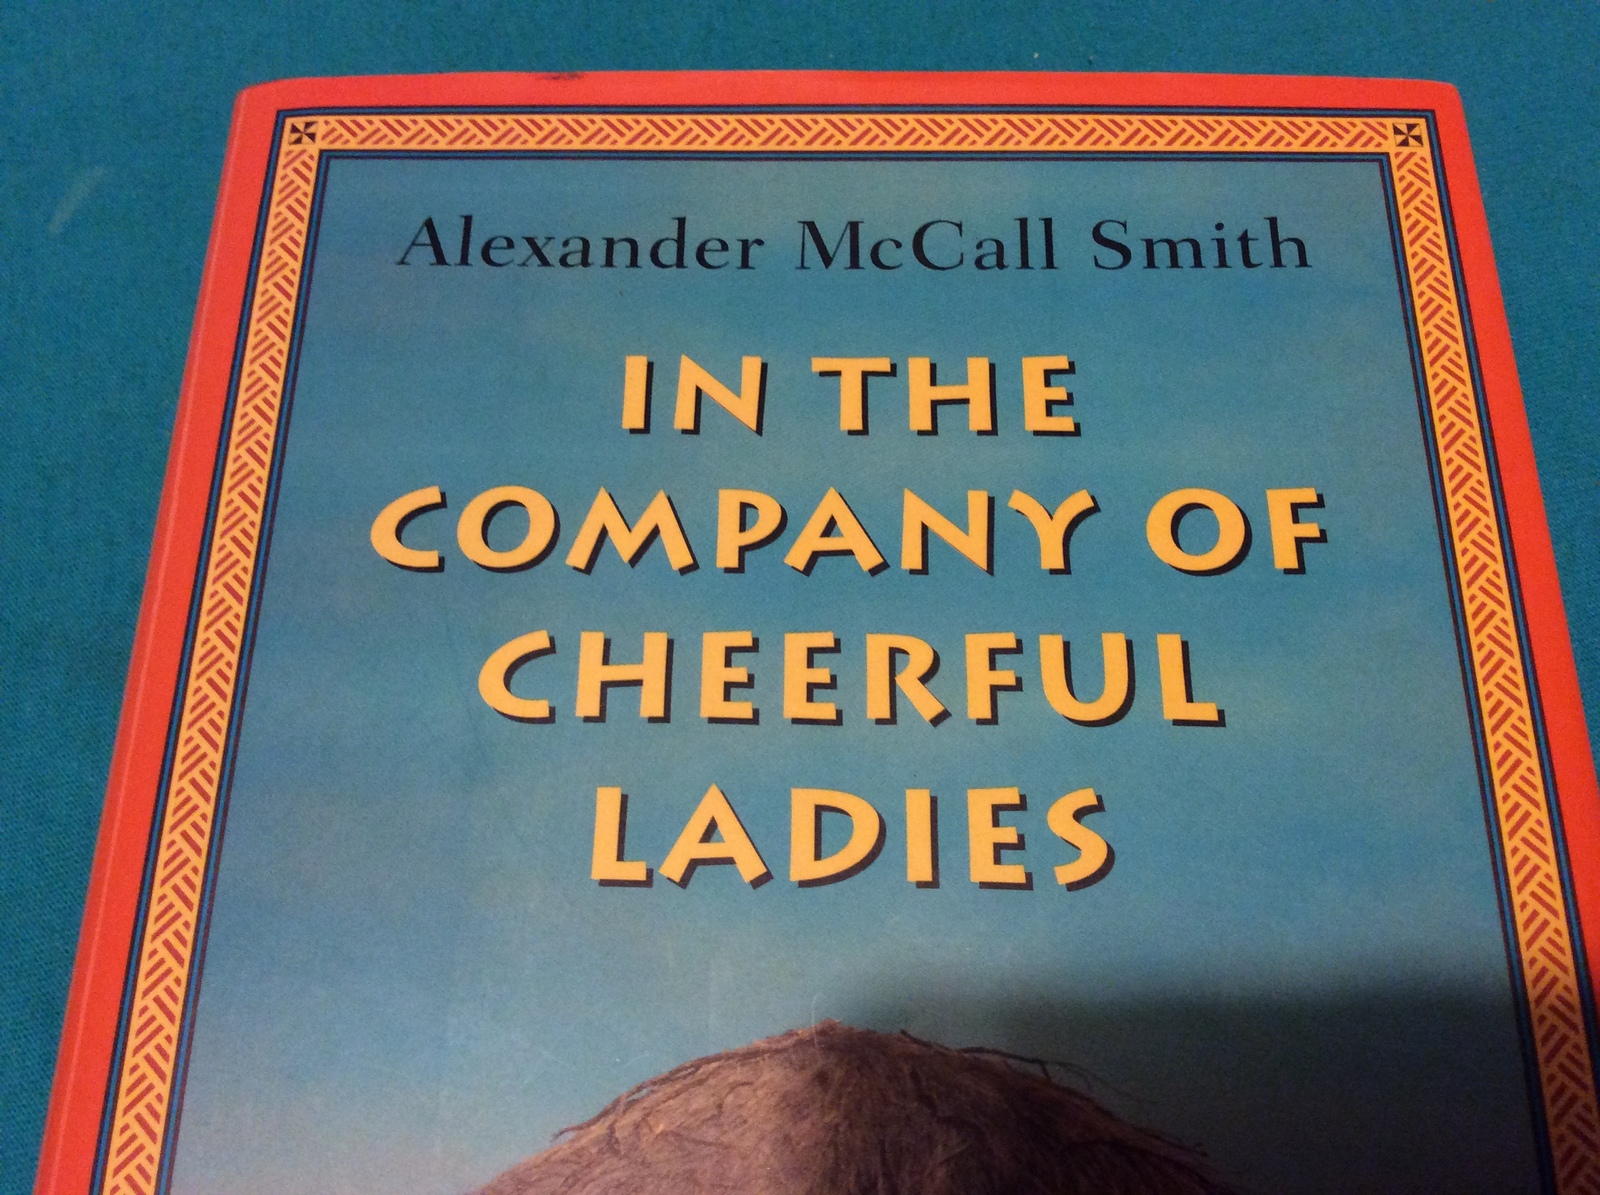 Alexander McCall Smith
IN THE
COMPANY OF
CHEERFUL
LADIES